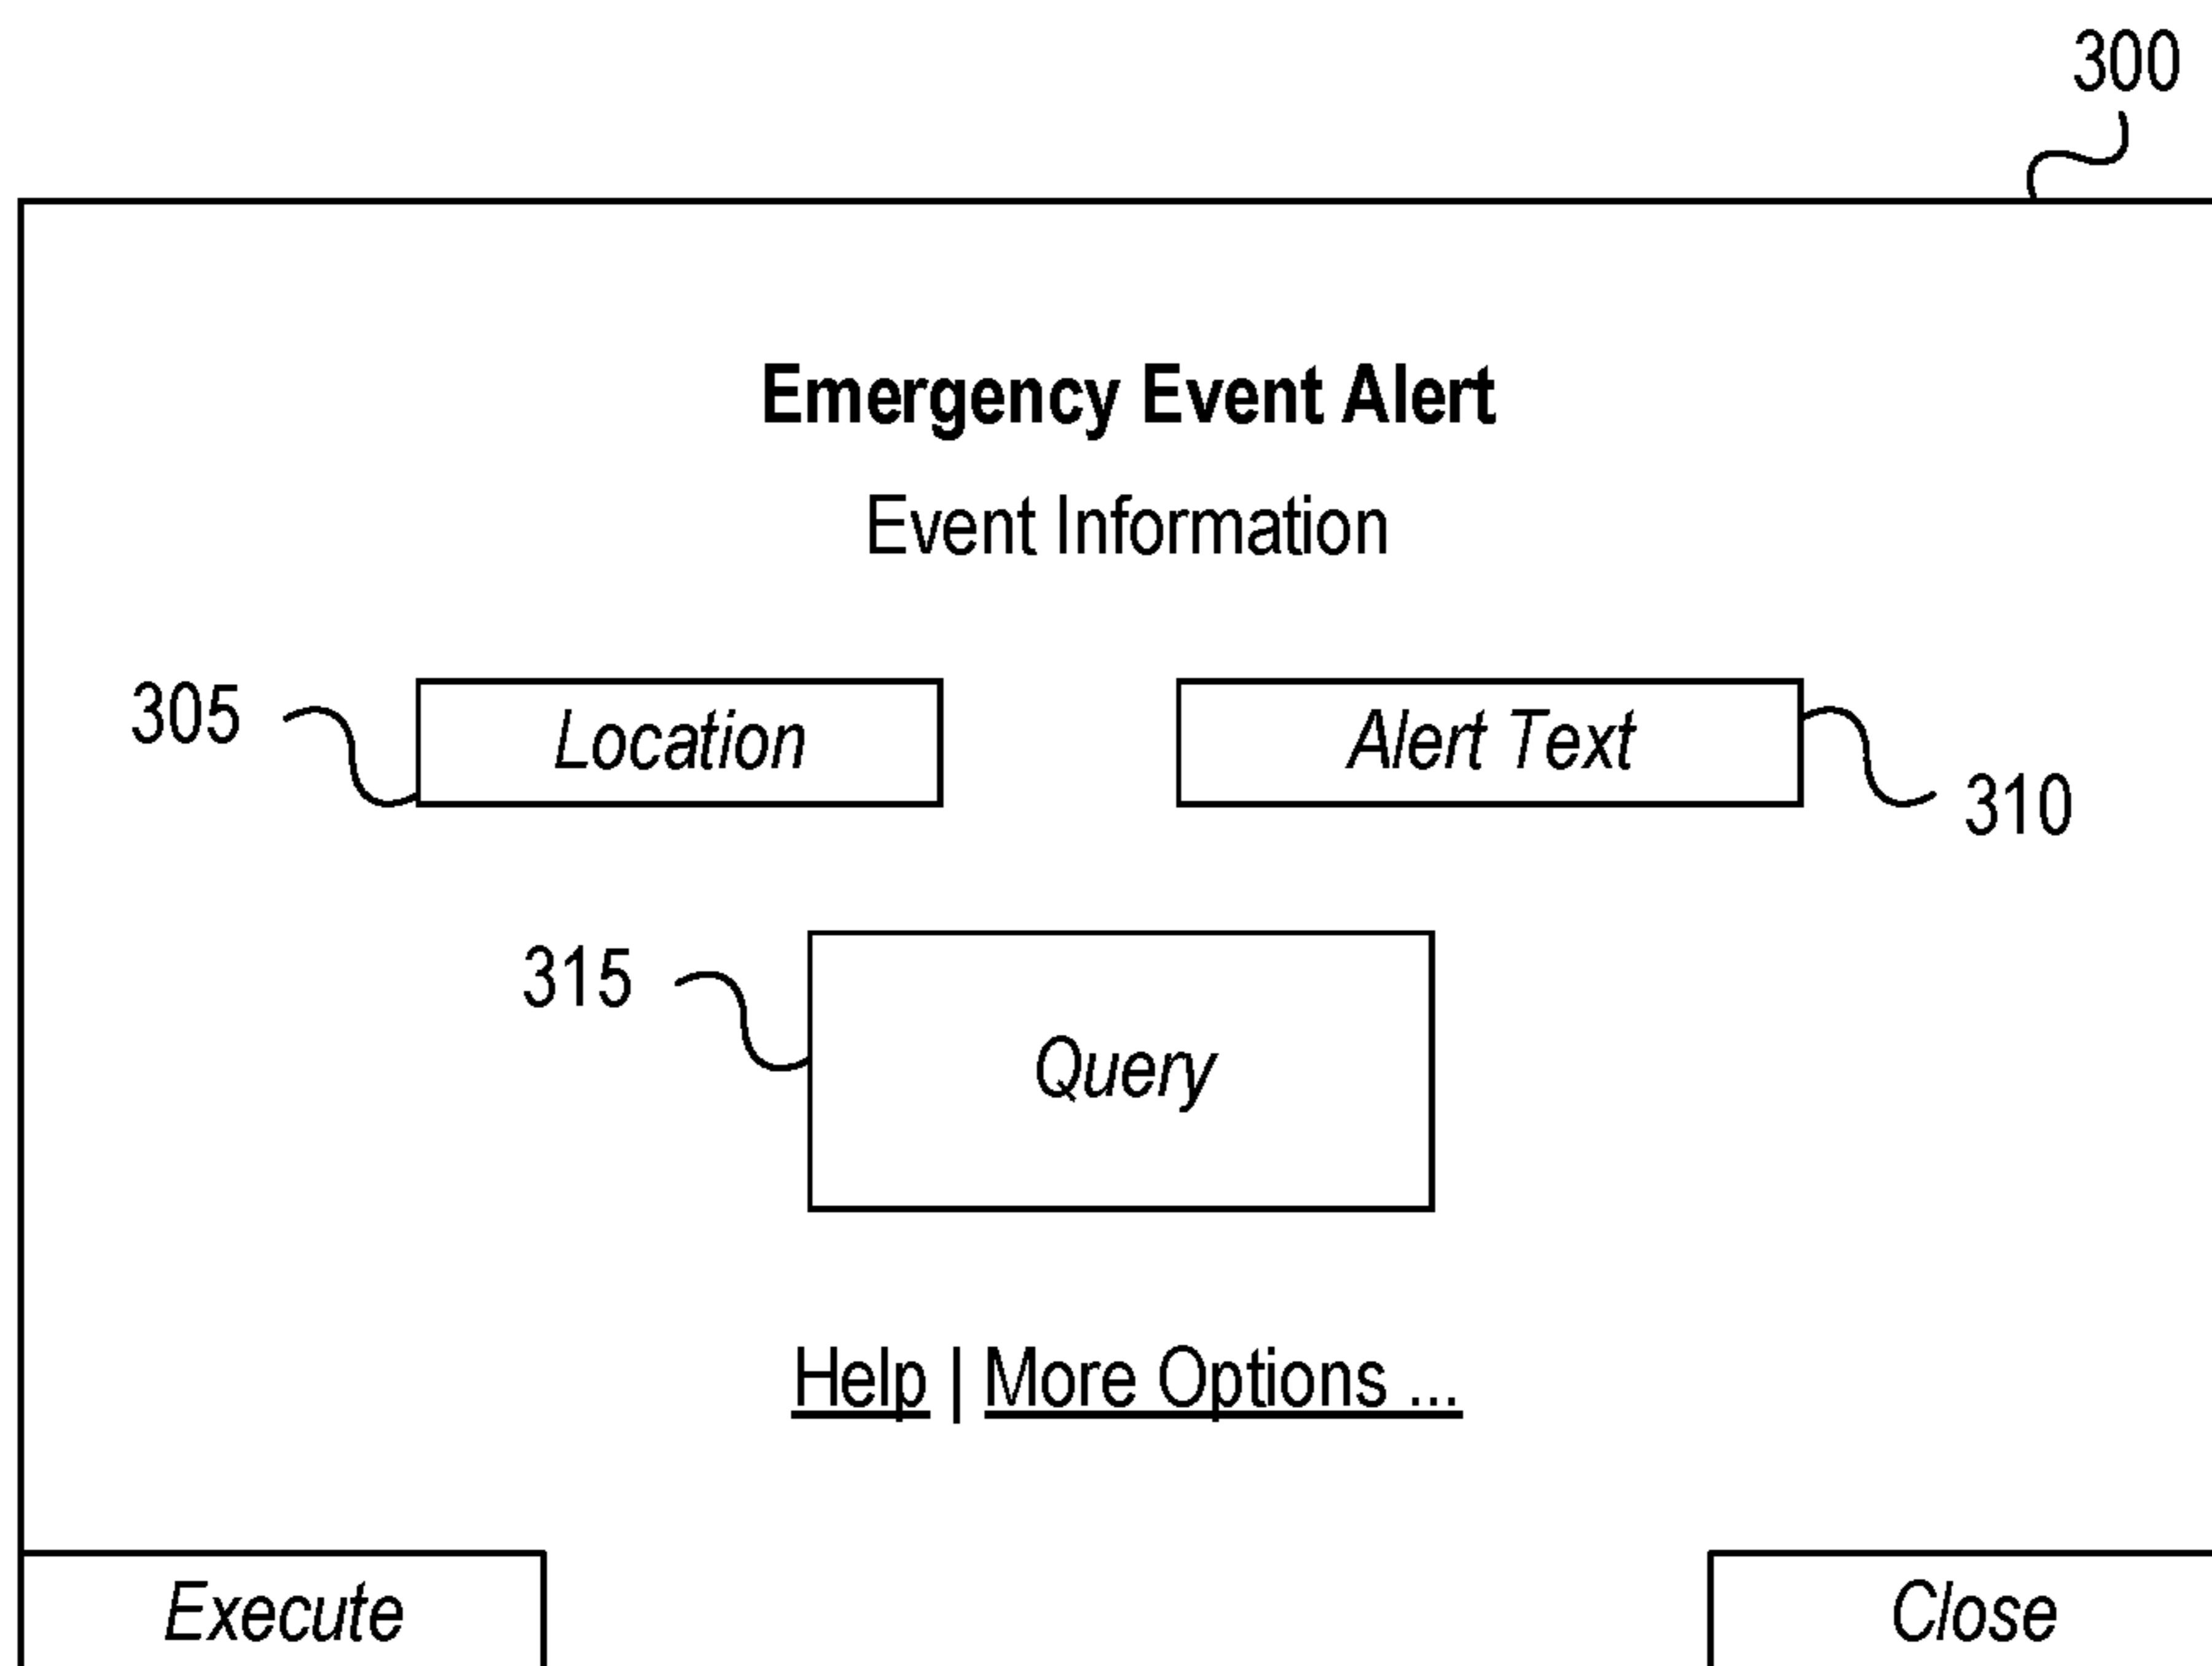 300
Emergency Event Alert
Event Information
305 Location Alert Text 310
315 Query
Help | More Options ...
Execute Close